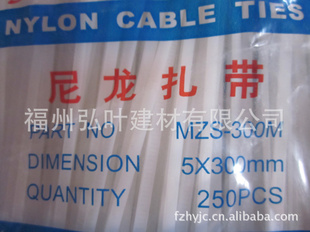 NYLON CABLE TIES
尼龙扎带
福州弘叶建材有限公司
PART NO MZS-300M
DIMENSION 5X300mm
QUANTITY 250PCS
fzhyjc.cn.alibaba.com